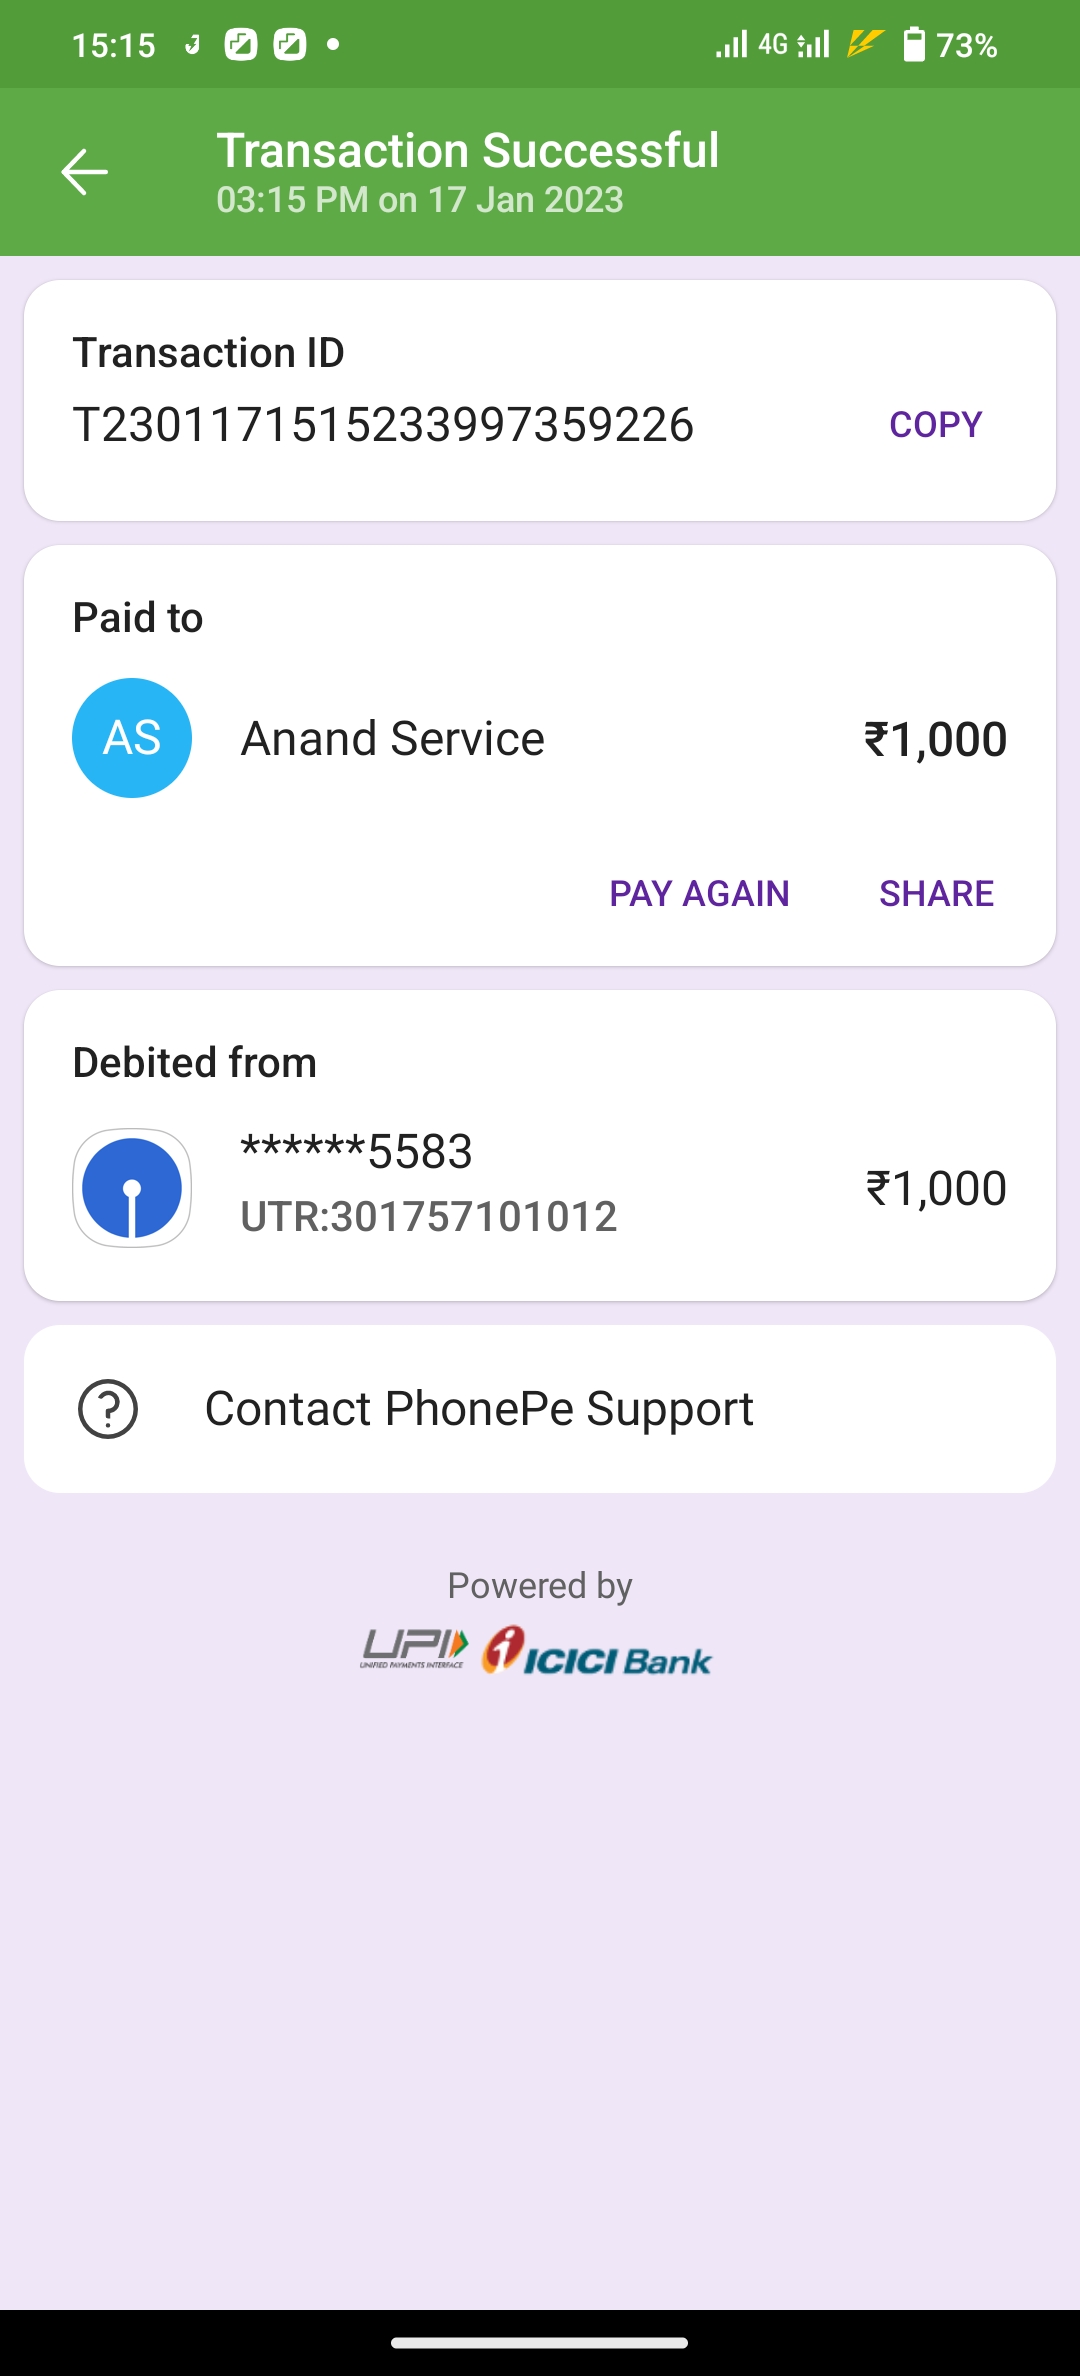 15:15 4G 73%
Transaction Successful
03:15 PM on 17 Jan 2023
Transaction ID
T2301171515233997359226 COPY
Paid to
AS Anand Service ₹1,000
PAY AGAIN SHARE
Debited from
******5583
UTR:301757101012 ₹1,000
Contact PhonePe Support
Powered by
UPI ICICI Bank
UNIFIED PAYMENTS INTERFACE